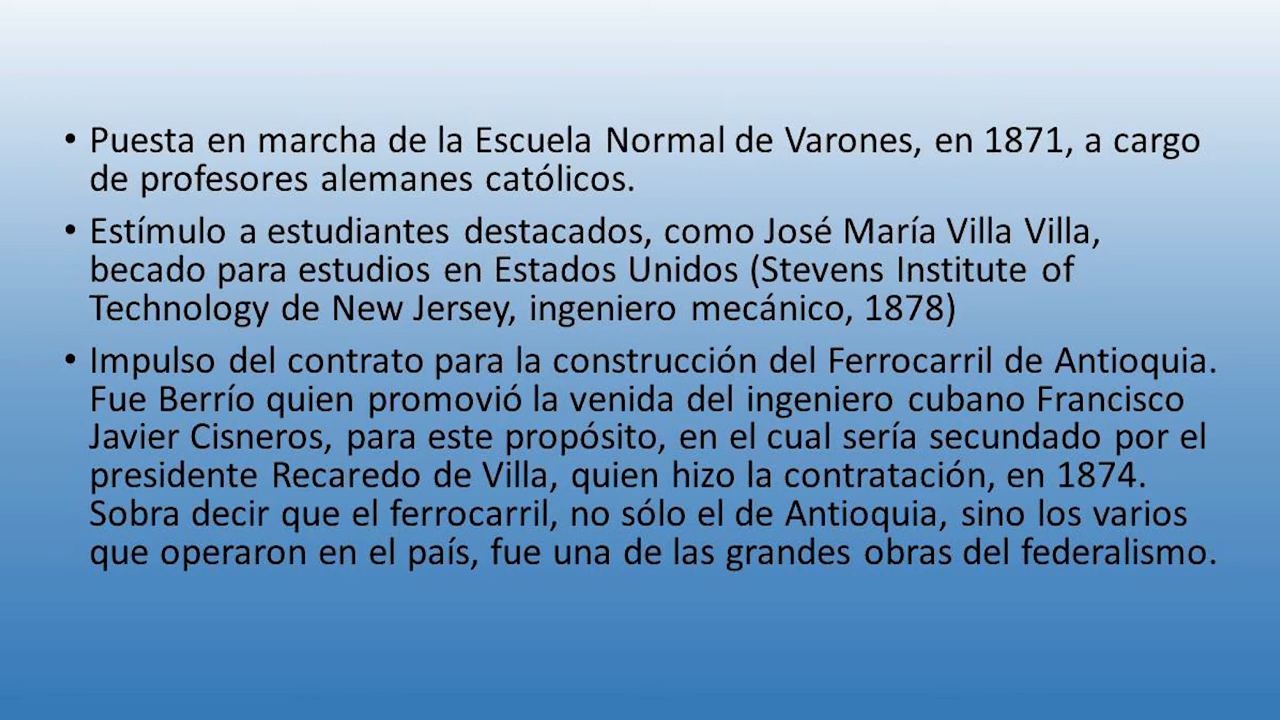 • Puesta en marcha de la Escuela Normal de Varones, en 1871, a cargo
de profesores alemanes católicos.
• Estímulo a estudiantes destacados, como José María Villa Villa,
becado para estudios en Estados Unidos (Stevens Institute of
Technology de New Jersey, ingeniero mecánico, 1878)
• Impulso del contrato para la construcción del Ferrocarril de Antioquia.
Fue Berrío quien promovió la venida del ingeniero cubano Francisco
Javier Cisneros, para este propósito, en el cual sería secundado por el
presidente Recaredo de Villa, quien hizo la contratación, en 1874.
Sobra decir que el ferrocarril, no sólo el de Antioquia, sino los varios
que operaron en el país, fue una de las grandes obras del federalismo.